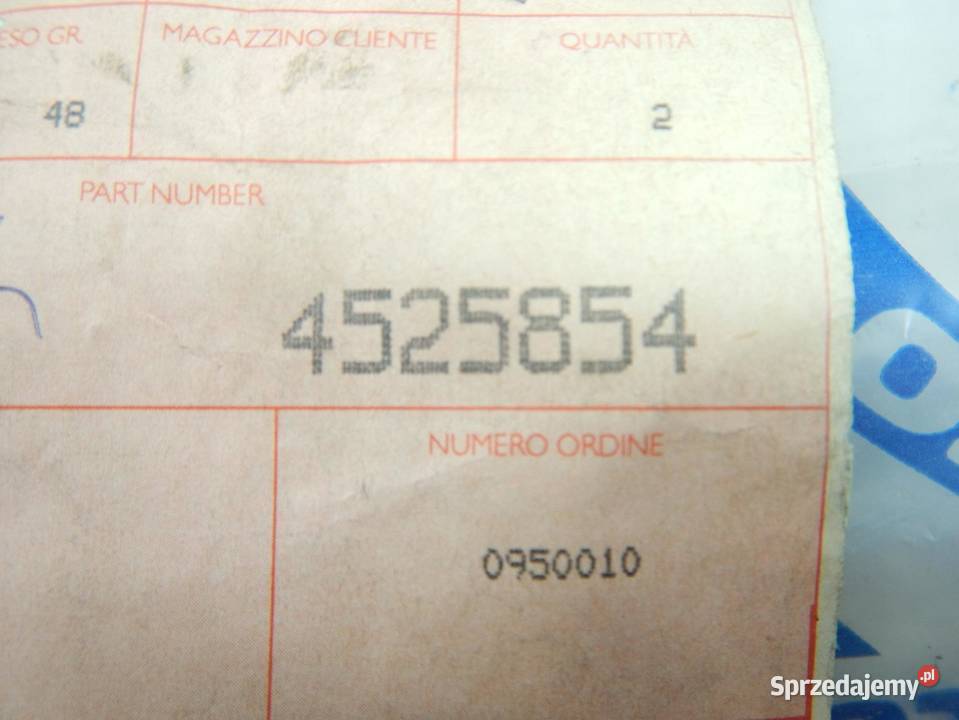 ESO GR.
MAGAZZINO CLIENTE
QUANTITÀ
48
2
PART NUMBER
4525854
NUMERO ORDINE
0950010
Sprzedajemy.pl